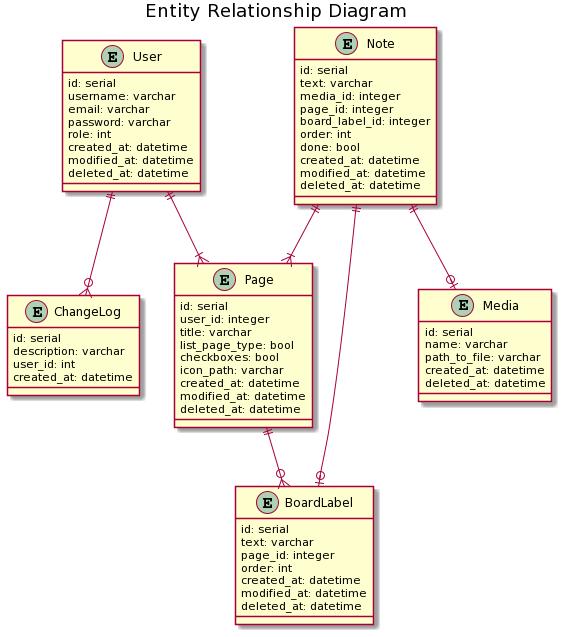 Entity Relationship Diagram
E User
id: serial
username: varchar
email: varchar
password: varchar
role: int
created_at: datetime
modified_at: datetime
deleted_at: datetime
E Note
id: serial
text: varchar
media_id: integer
page_id: integer
board_label_id: integer
order: int
done: bool
created_at: datetime
modified_at: datetime
deleted_at: datetime
E ChangeLog
id: serial
description: varchar
user_id: int
created_at: datetime
E Page
id: serial
user_id: integer
title: varchar
list_page_type: bool
checkboxes: bool
icon_path: varchar
created_at: datetime
modified_at: datetime
deleted_at: datetime
E Media
id: serial
name: varchar
path_to_file: varchar
created_at: datetime
deleted_at: datetime
E BoardLabel
id: serial
text: varchar
page_id: integer
order: int
created_at: datetime
modified_at: datetime
deleted_at: datetime